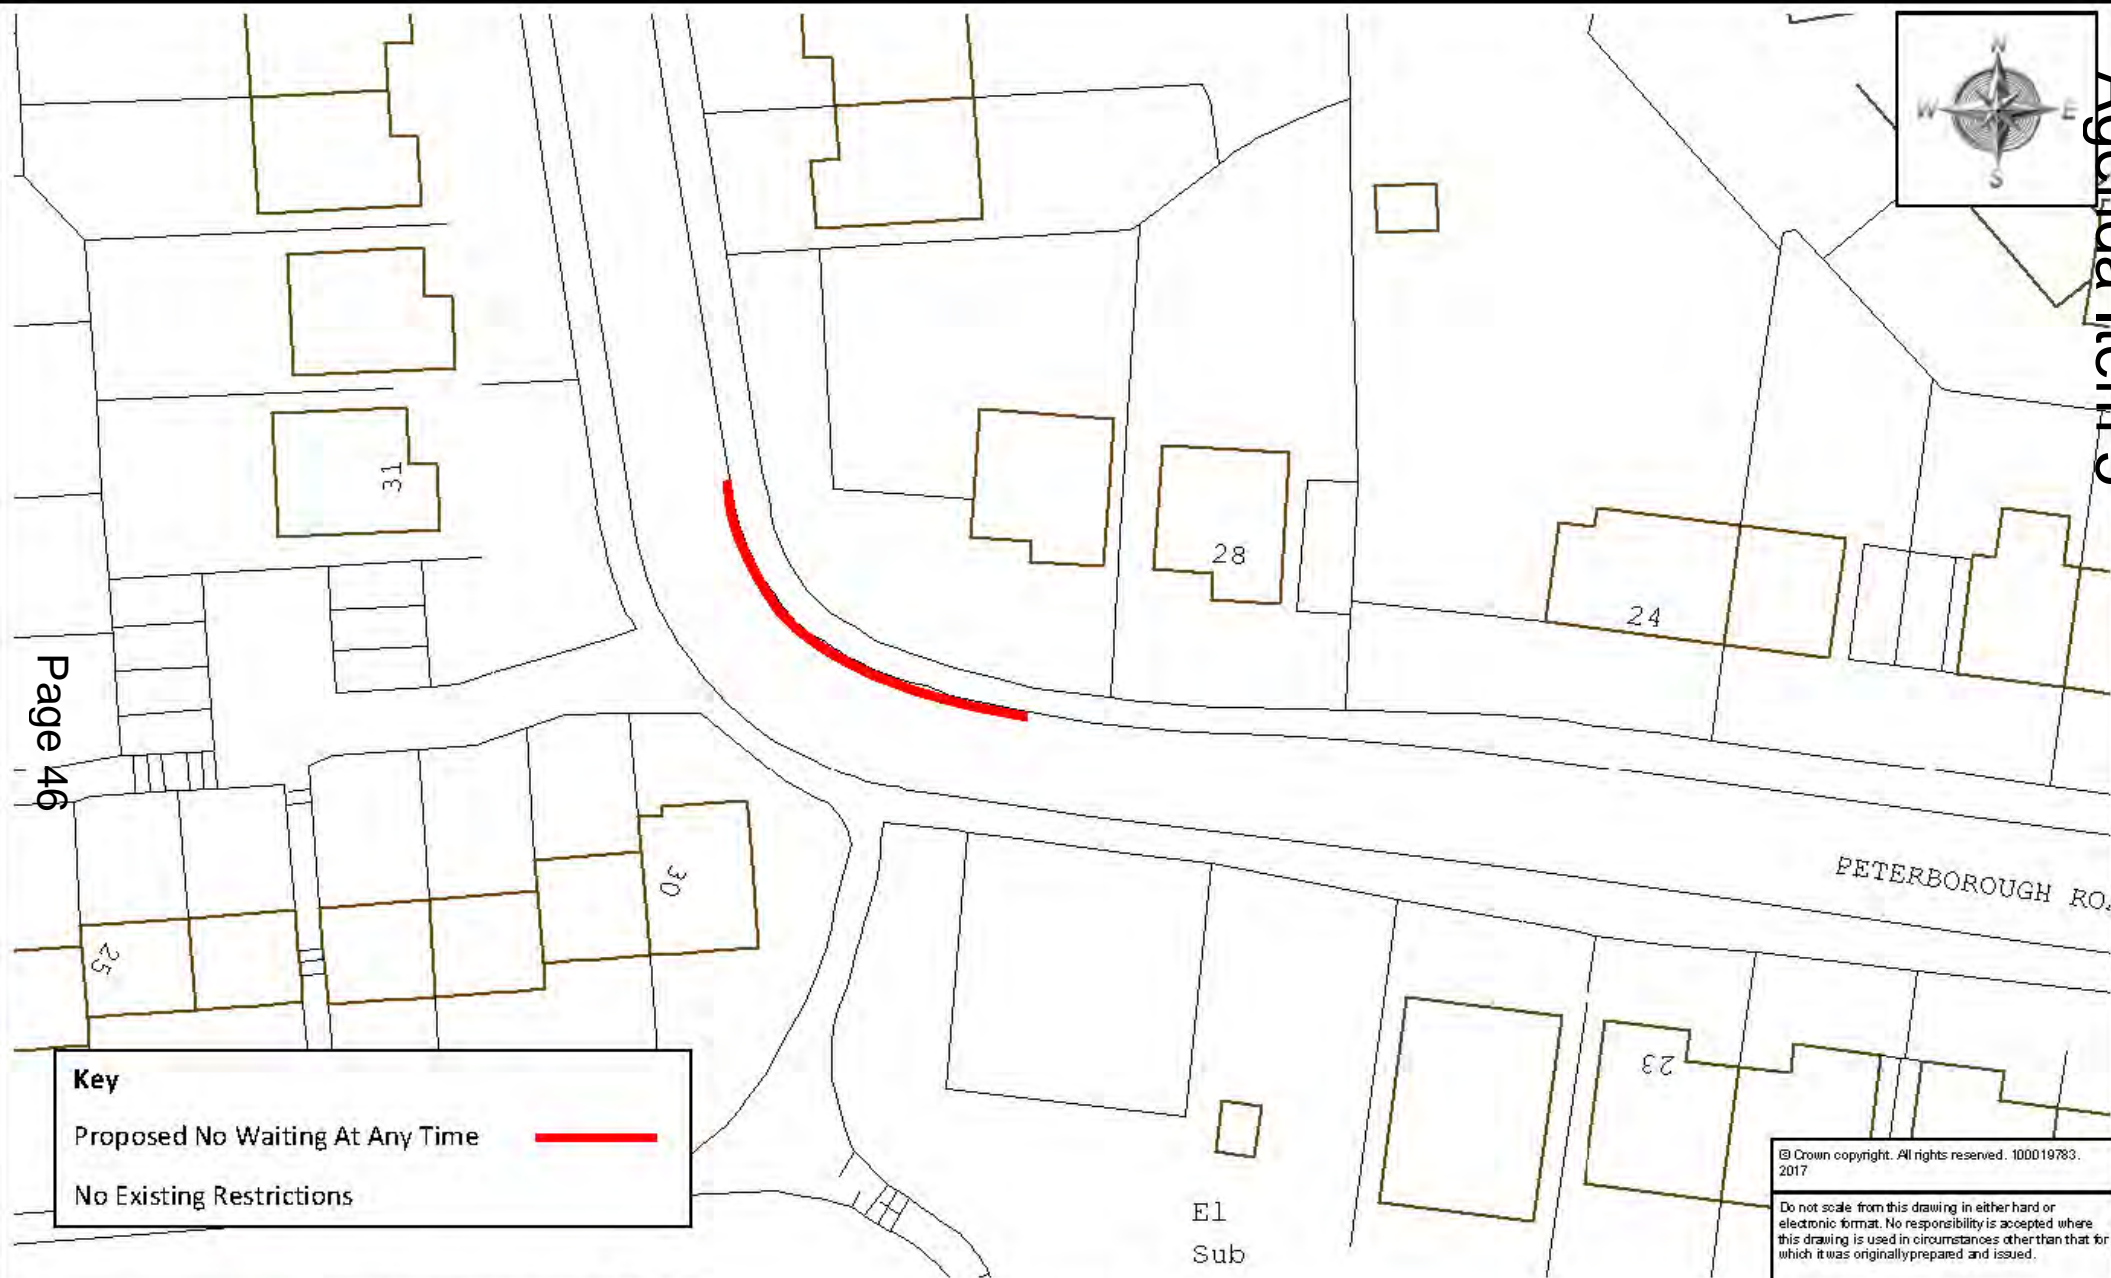 N
W E
S
31
28
24
PETERBOROUGH
30
25
23
El
Sub
Page 46
Key
Proposed No Waiting At Any Time
No Existing Restrictions
© Crown copyright. All rights reserved. 100019783.
2017
Do not scale from this drawing in either hard or
electronic format. No responsibility is accepted where
this drawing is used in circumstances other than that for
which it was originally prepared and issued.